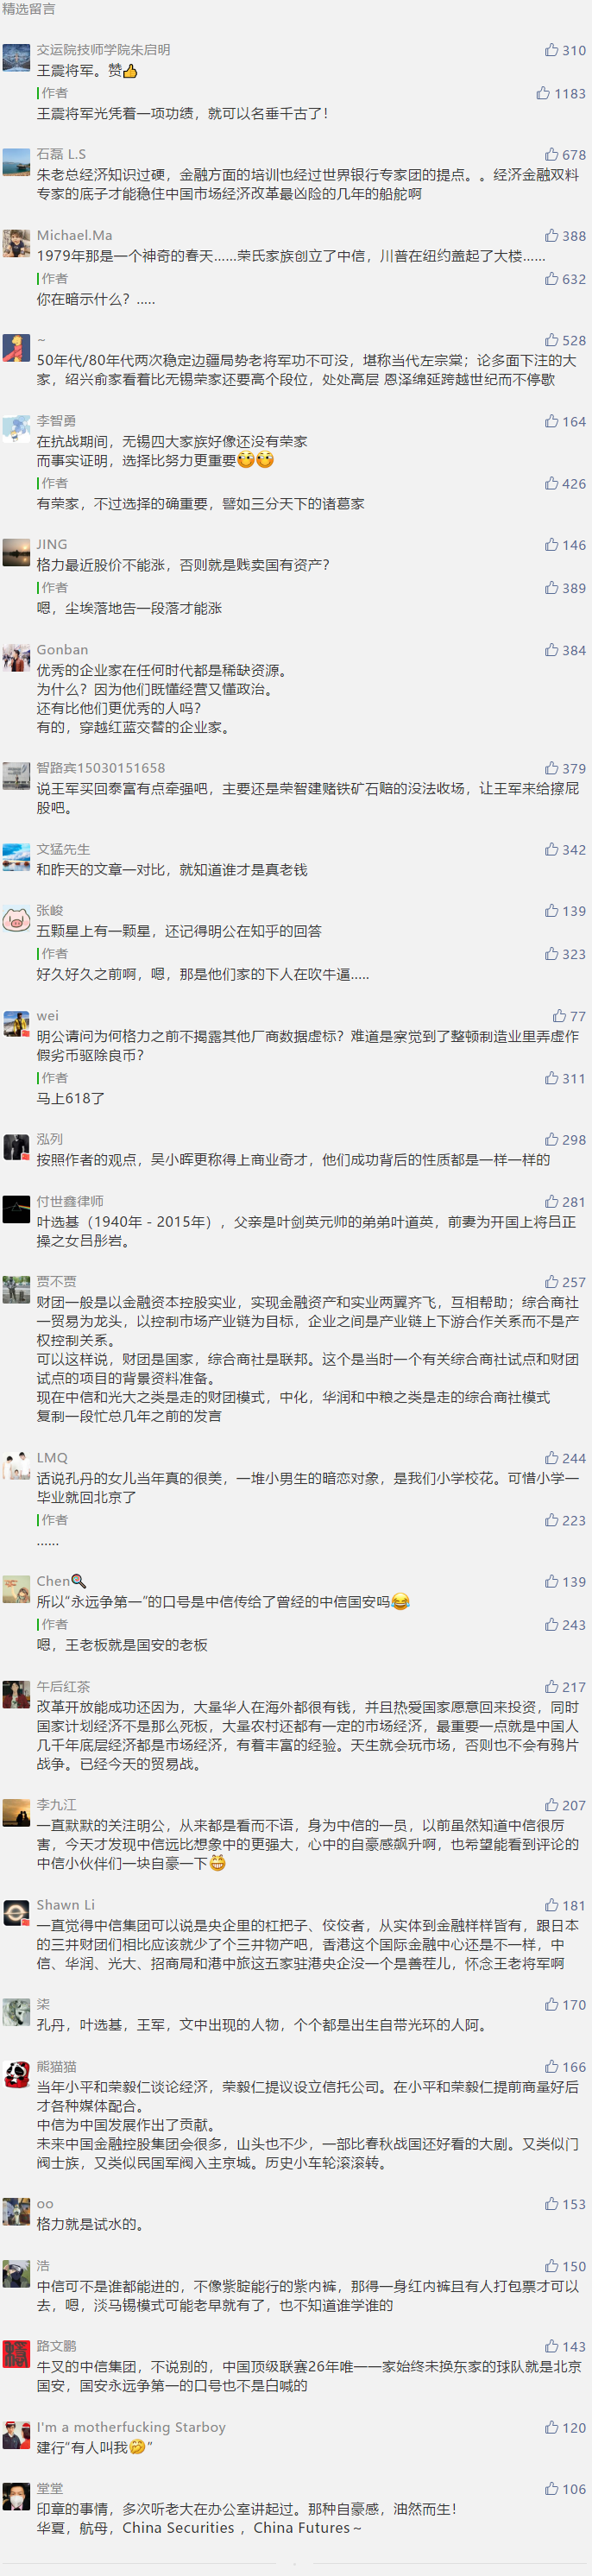 精选留言
交运院技师学院朱启明
310
王震将军。赞👍
作者
1183
王震将军光凭着一项功绩，就可以名垂千古了！
石磊 L.S
678
朱老总经济知识过硬，金融方面的培训也经过世界银行专家团的提点。。经济金融双料
专家的底子才能稳住中国市场经济改革最凶险的几年的船舵啊
Michael.Ma
388
1979年那是一个神奇的春天......荣氏家族创立了中信，川普在纽约盖起了大楼......
作者
632
你在暗示什么？.....
~
528
50年代/80年代两次稳定边疆局势老将军功不可没，堪称当代左宗棠；论多面下注的大
家，绍兴俞家看着比无锡荣家还要高个段位，处处高层 恩泽绵延跨越世纪而不停歇
李智勇
164
在抗战期间，无锡四大家族好像还没有荣家
而事实证明，选择比努力更重要🙄🙄
作者
426
有荣家，不过选择的确重要，譬如三分天下的诸葛家
JING
146
格力最近股价不能涨，否则就是贱卖国有资产？
作者
389
嗯，尘埃落地告一段落才能涨
Gonban
384
优秀的企业家在任何时代都是稀缺资源。
为什么？因为他们既懂经营又懂政治。
还有比他们更优秀的人吗？
有的，穿越红蓝交替的企业家。
智路宾15030151658
379
说王军买回泰富有点牵强吧，主要还是荣智建赌铁矿石赔的没法收场，让王军来给擦屁
股吧。
文猛先生
342
和昨天的文章一对比，就知道谁才是真老钱
张峻
139
五颗星上有一颗星，还记得明公在知乎的回答
作者
323
好久好久之前啊，嗯，那是他们家的下人在吹牛逼.....
wei
77
明公请问为何格力之前不揭露其他厂商数据虚标？难道是察觉到了整顿制造业里弄虚作
假劣币驱除良币？
作者
311
马上618了
泓列
298
按照作者的观点，吴小晖更称得上商业奇才，他们成功背后的性质都是一样一样的
付世鑫律师
281
叶选基（1940年－2015年），父亲是叶剑英元帅的弟弟叶道英，前妻为开国上将吕正
操之女吕彤岩。
贾不贾
257
财团一般是以金融资本控股实业，实现金融资产和实业两翼齐飞，互相帮助；综合商社
一贸易为龙头，以控制市场产业链为目标，企业之间是产业链上下游合作关系而不是产
权控制关系。
可以这样说，财团是国家，综合商社是联邦。这个是当时一个有关综合商社试点和财团
试点的项目的背景资料准备。
现在中信和光大之类是走的财团模式，中化，华润和中粮之类是走的综合商社模式
复制一段忙总几年之前的发言
LMQ
244
话说孔丹的女儿当年真的很美，一堆小男生的暗恋对象，是我们小学校花。可惜小学一
毕业就回北京了
作者
223
......
Chen🔍
139
所以“永远争第一”的口号是中信传给了曾经的中信国安吗😂
作者
243
嗯，王老板就是国安的老板
午后红茶
217
改革开放能成功还因为，大量华人在海外都很有钱，并且热爱国家愿意回来投资，同时
国家计划经济不是那么死板，大量农村还都有一定的市场经济，最重要一点就是中国人
几千年底层经济都是市场经济，有着丰富的经验。天生就会玩市场，否则也不会有鸦片
战争。已经今天的贸易战。
李九江
207
一直默默的关注明公，从来都是看而不语，身为中信的一员，以前虽然知道中信很厉
害，今天才发现中信远比想象中的更强大，心中的自豪感飙升啊，也希望能看到评论的
中信小伙伴们一块自豪一下😁
Shawn Li
181
一直觉得中信集团可以说是央企里的杠把子、佼佼者，从实体到金融样样皆有，跟日本
的三井财团们相比应该就少了个三井物产吧，香港这个国际金融中心还是不一样，中
信、华润、光大、招商局和港中旅这五家驻港央企没一个是善茬儿，怀念王老将军啊
柒
170
孔丹，叶选基，王军，文中出现的人物，个个都是出生自带光环的人阿。
熊猫猫
166
当年小平和荣毅仁谈论经济，荣毅仁提议设立信托公司。在小平和荣毅仁提前商量好后
才各种媒体配合。
中信为中国发展作出了贡献。
未来中国金融控股集团会很多，山头也不少，一部比春秋战国还好看的大剧。又类似门
阀士族，又类似民国军阀入主京城。历史小车轮滚滚转。
oo
153
格力就是试水的。
浩
150
中信可不是谁都能进的，不像紫腚能行的紫内裤，那得一身红内裤且有人打包票才可以
去，嗯，淡马锡模式可能老早就有了，也不知道谁学谁的
路文鹏
143
牛叉的中信集团，不说别的，中国顶级联赛26年唯一一家始终未换东家的球队就是北京
国安，国安永远争第一的口号也不是白喊的
I'm a motherfucking Starboy
120
建行“有人叫我🤣”
堂堂
106
印章的事情，多次听老大在办公室讲起过。那种自豪感，油然而生！
华夏，航母，China Securities ，China Futures～